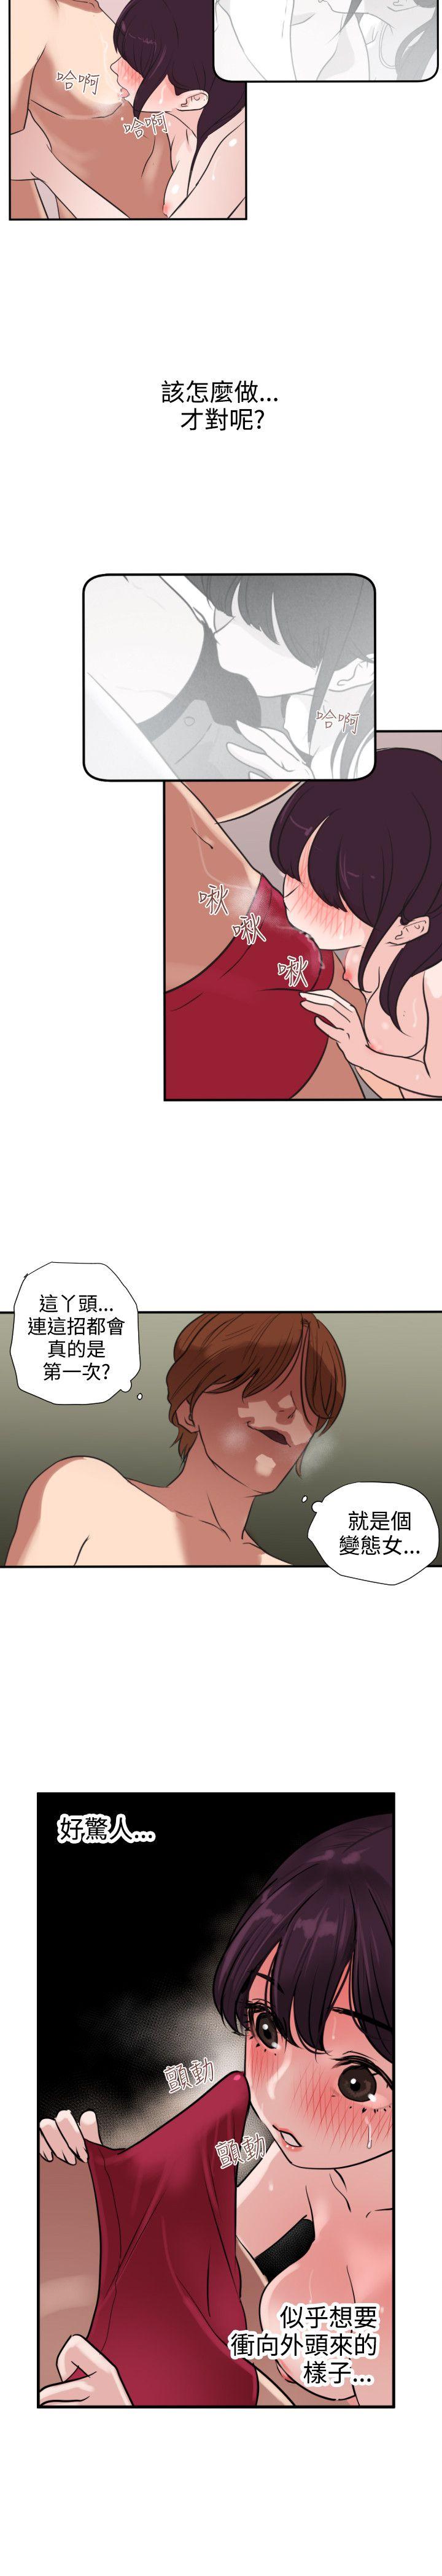 哈啊
哈啊
該怎麼做...
才對呢?
哈啊
啾
啾
啾
這丫頭...
連這招都會
真的是
第一次?
就是個
變態女...
好驚人...
顫動
顫動
似乎想要
衝向外頭來的
樣子...